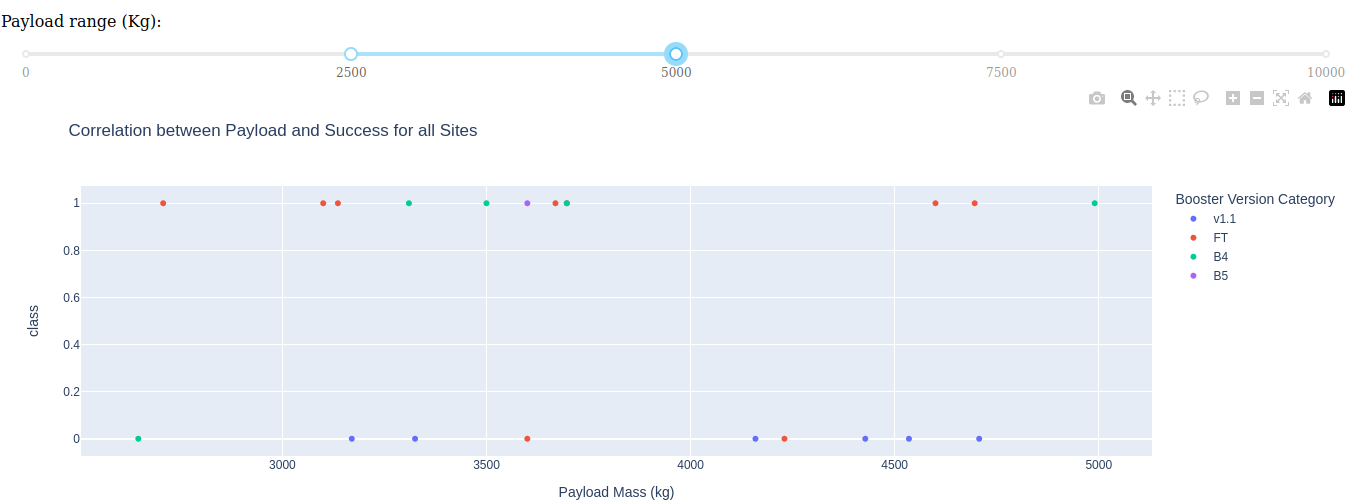 Payload range (Kg):
0 2500 5000 7500 10000
Correlation between Payload and Success for all Sites
1
0.8
0.6
0.4
0.2
0
class
3000 3500 4000 4500 5000
Payload Mass (kg)
Booster Version Category
v1.1
FT
B4
B5